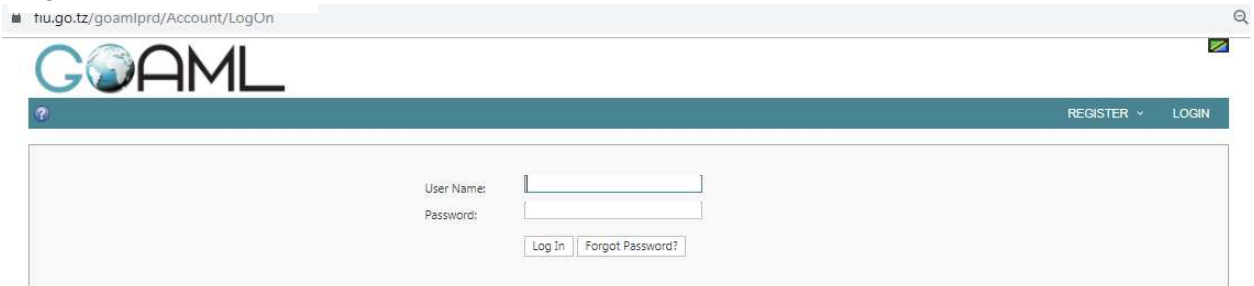 fiu.go.tz/goamlprd/Account/LogOn
GOAML
REGISTER LOGIN
User Name:
Password:
Log In Forgot Password?